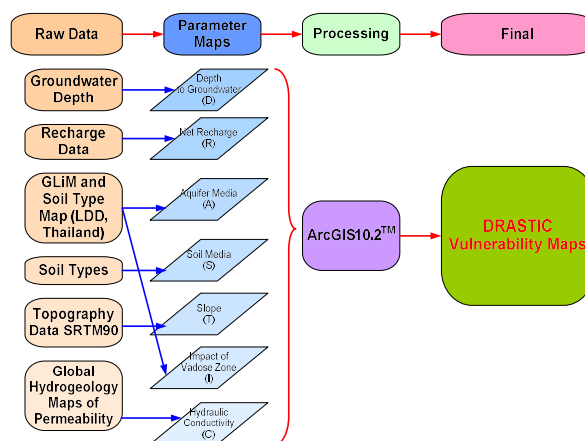 Raw Data
Parameter
Maps
Processing
Final
Groundwater
Depth
Depth
to Groundwater
(D)
Recharge
Data
Net Recharge
(R)
GLiM and
Soil Type
Map (LDD,
Thailand)
Aquifer Media
(A)
Soil Types
Soil Media
(S)
Topography
Data SRTM90
Slope
(T)
Global
Hydrogeology
Maps of
Permeability
Impact of
Vadose Zone
(I)
Hydraulic
Conductivity
(C)
ArcGIS10.2TM
DRASTIC
Vulnerability Maps